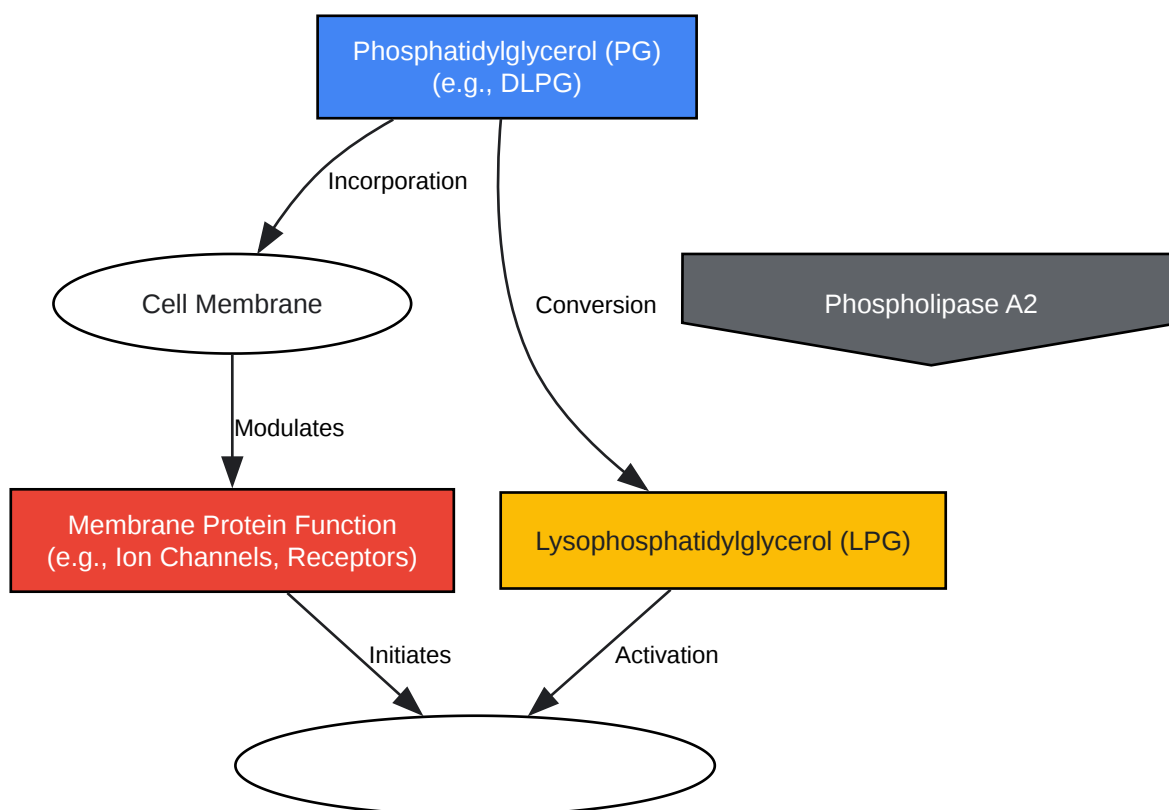 Phosphatidylglycerol (PG)
(e.g., DLPG)
Incorporation
Cell Membrane
Conversion
Phospholipase A2
Modulates
Membrane Protein Function
(e.g., Ion Channels, Receptors)
Lysophosphatidylglycerol (LPG)
Initiates
Activation